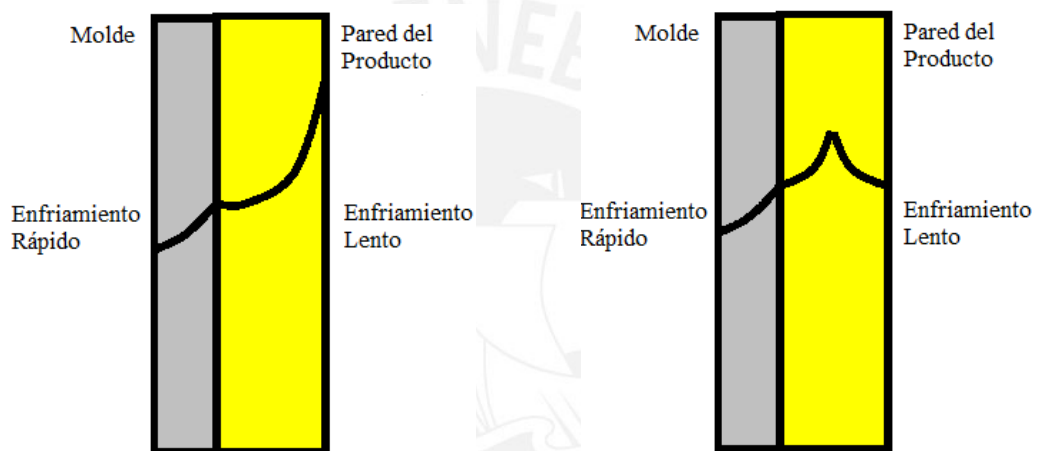 Molde
Pared del
Producto
Enfriamiento
Rápido
Enfriamiento
Lento
Molde
Pared del
Producto
Enfriamiento
Rápido
Enfriamiento
Lento